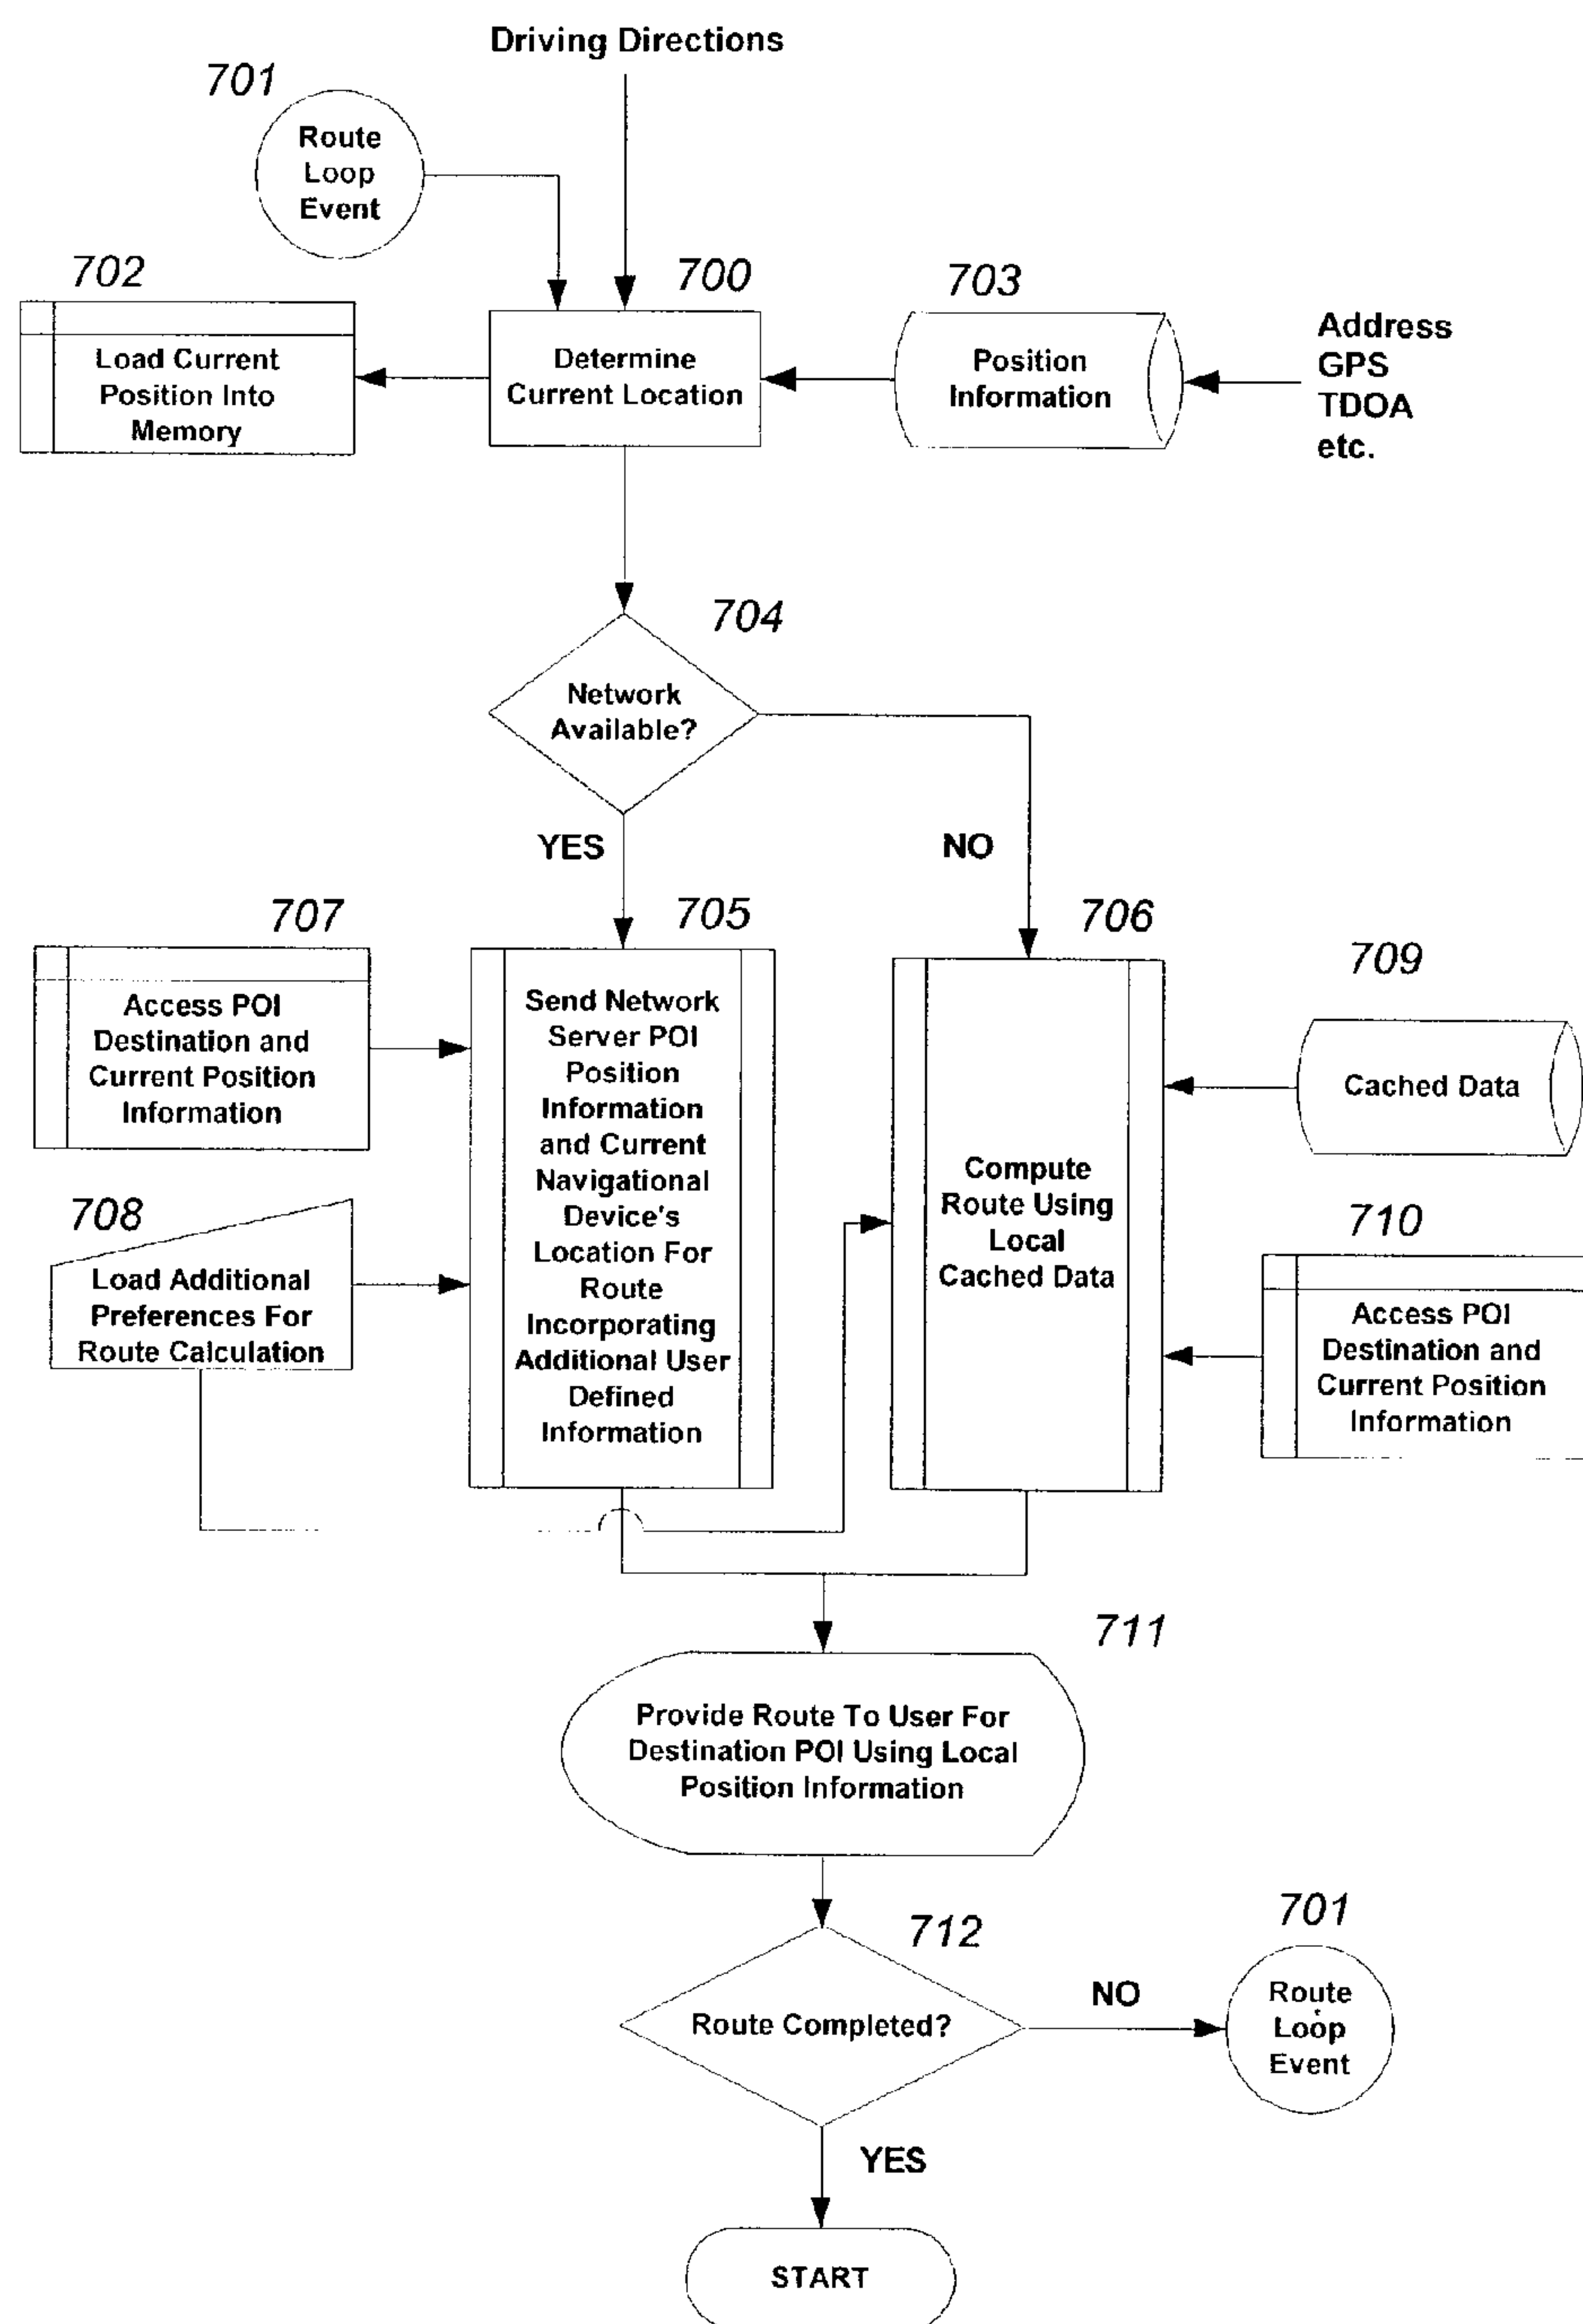 Driving Directions
701
Route
Loop
Event
702
Load Current
Position Into
Memory
700
Determine
Current Location
703
Position
Information
Address
GPS
TDOA
etc.
704
Network
Available?
YES
NO
707
Access POI
Destination and
Current Position
Information
705
Send Network
Server POI
Position
Information
and Current
Navigational
Device's
Location For
Route
Incorporating
Additional User
Defined
Information
706
Compute
Route Using
Local
Cached Data
709
Cached Data
708
Load Additional
Preferences For
Route Calculation
710
Access POI
Destination and
Current Position
Information
711
Provide Route To User For
Destination POI Using Local
Position Information
712
Route Completed?
NO
701
Route
Loop
Event
YES
START